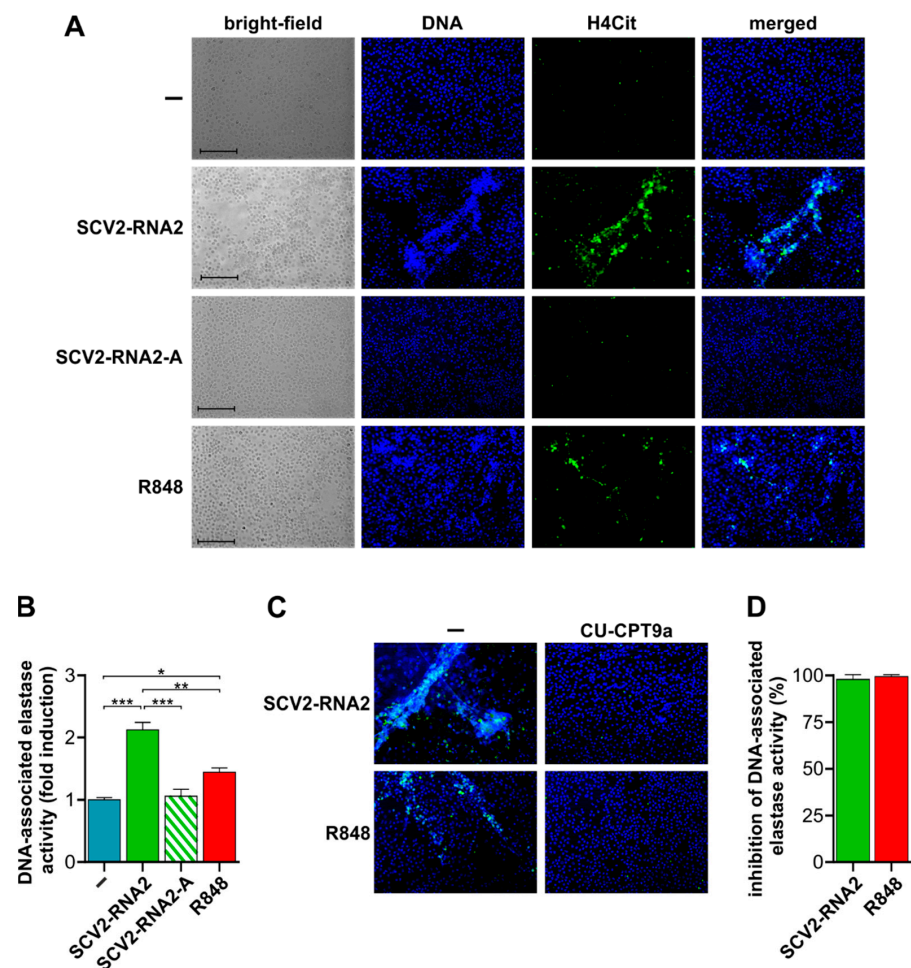 A
bright-field DNA H4Cit merged
–
SCV2-RNA2
SCV2-RNA2-A
R848
B
DNA-associated elastase
activity (fold induction)
3
2
1
0
* 
**
*** ***
–
SCV2-RNA2
SCV2-RNA2-A
R848
C
– CU-CPT9a
SCV2-RNA2
R848
D
inhibition of DNA-associated
elastase activity (%)
100
75
50
25
0
SCV2-RNA2
R848